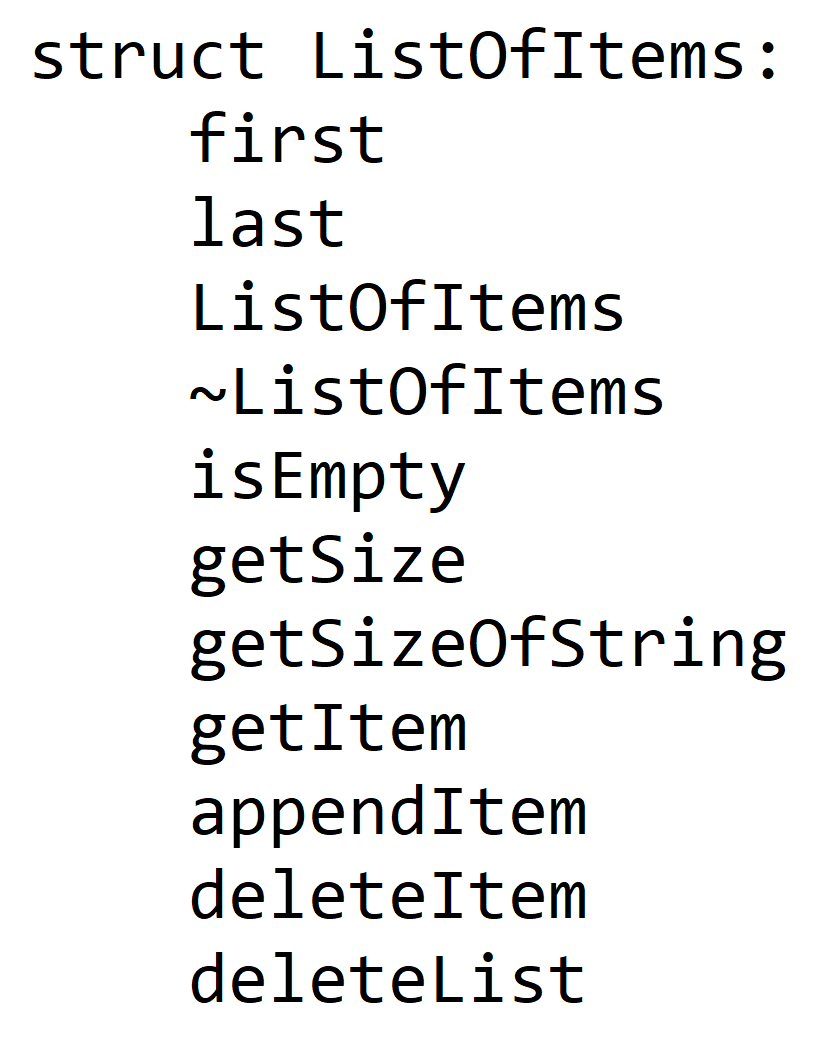 struct ListOfItems:
first
last
ListOfItems
~ListOfItems
isEmpty
getSize
getSizeOfString
getItem
appendItem
deleteItem
deleteList